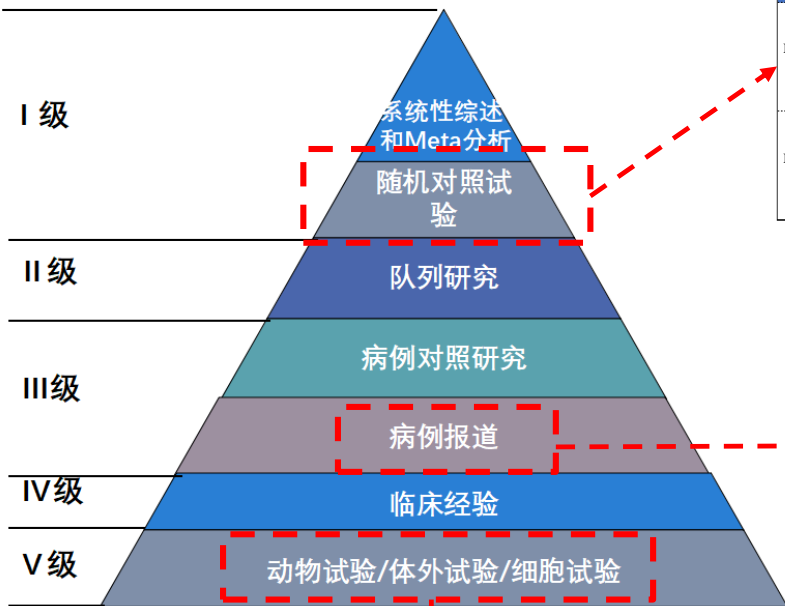 I 级
系统性综述
和Meta分析
随机对照试
验
II 级
队列研究
病例对照研究
III级
病例报道
IV级
临床经验
V 级
动物试验/体外试验/细胞试验